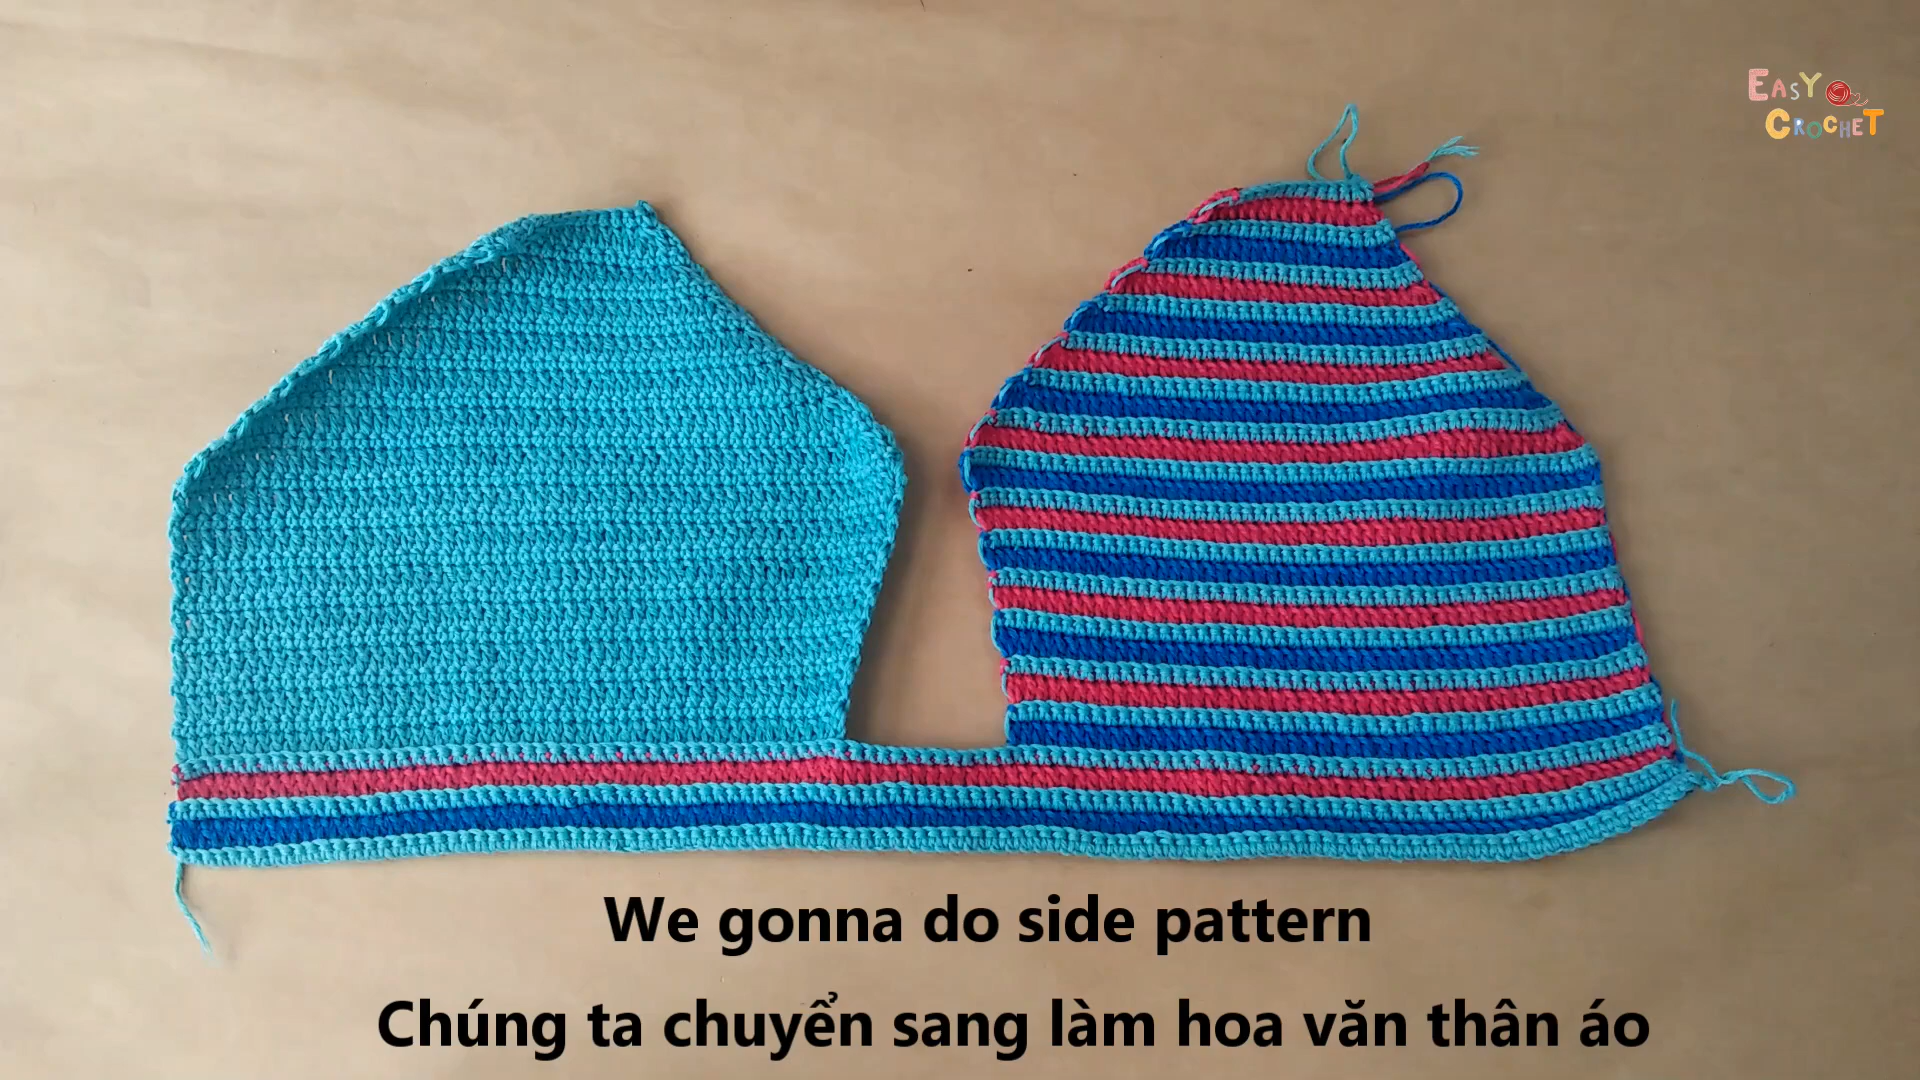 EASY
CROCHET
We gonna do side pattern
Chúng ta chuyển sang làm hoa văn thân áo